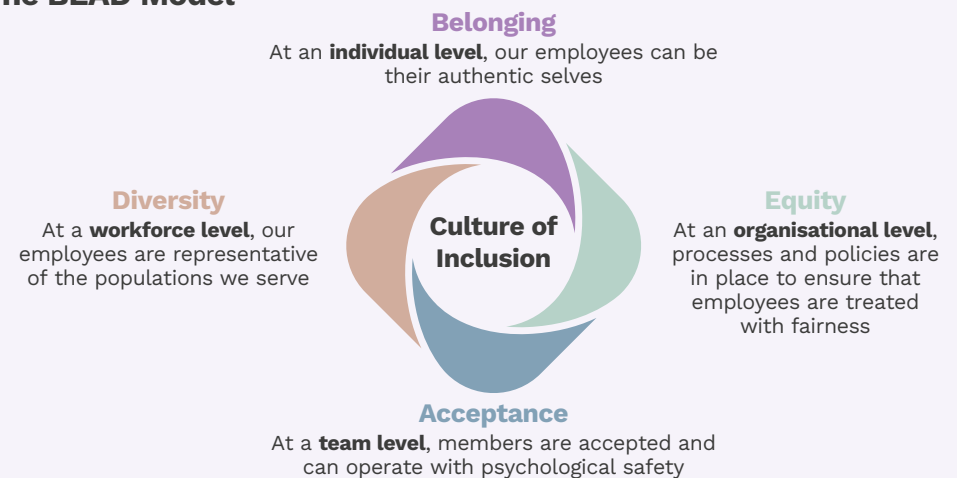 The BEAD Model
Belonging
At an individual level, our employees can be
their authentic selves
Diversity
At a workforce level, our
employees are representative
of the populations we serve
Culture of
Inclusion
Equity
At an organisational level,
processes and policies are
in place to ensure that
employees are treated
with fairness
Acceptance
At a team level, members are accepted and
can operate with psychological safety